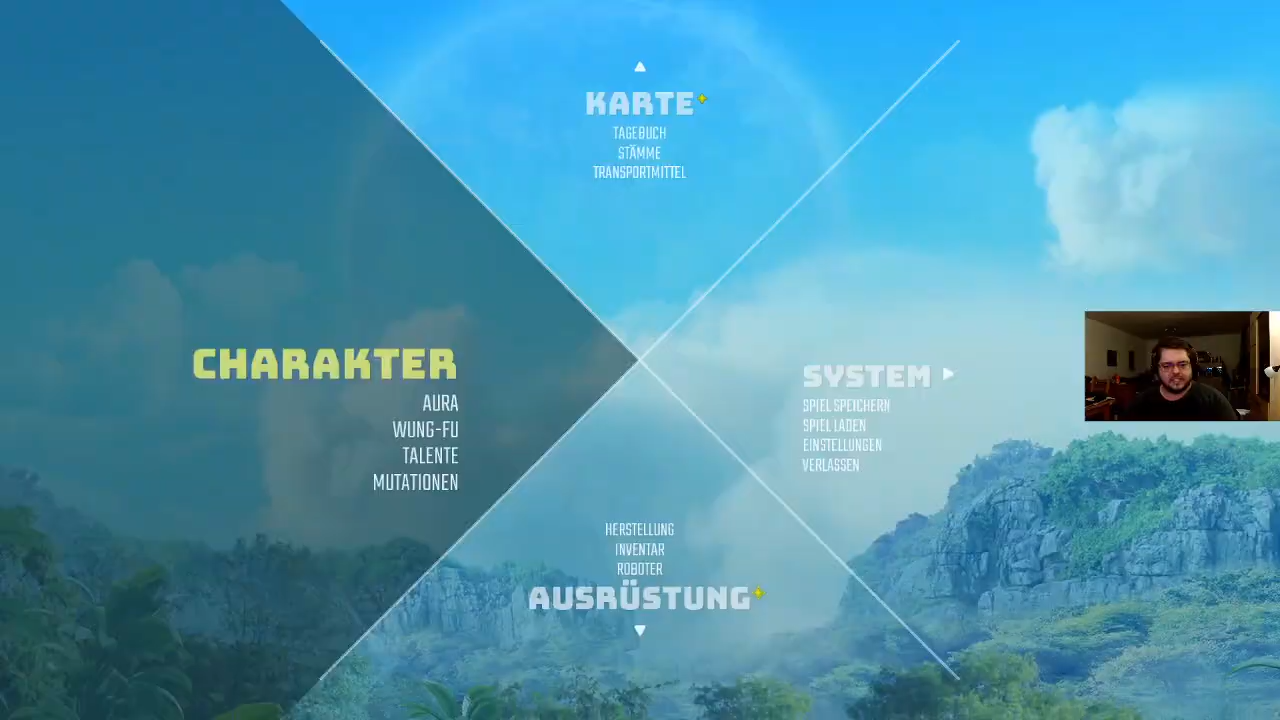 KARTE
TAGEBUCH
STÄMME
TRANSPORTMITTEL
CHARAKTER
AURA
WUNG-FU
TALENTE
MUTATIONEN
SYSTEM
SPIEL SPEICHERN
SPIEL LADEN
EINSTELLUNGEN
VERLASSEN
HERSTELLUNG
INVENTAR
ROBOTER
AUSRÜSTUNG